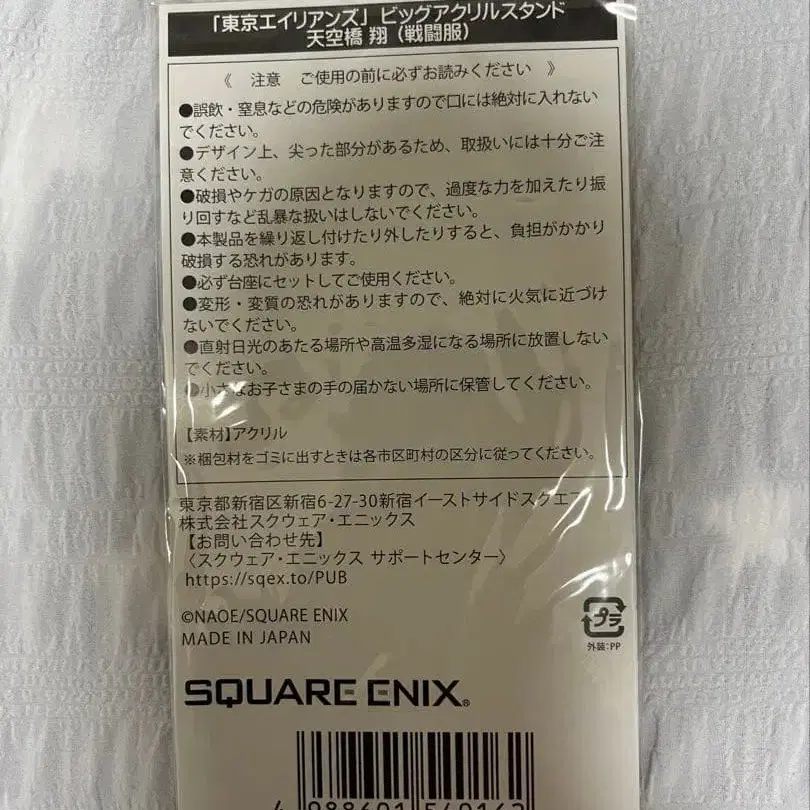 「東京エイリアンズ」ビッグアクリルスタンド
天空橋 翔（戦闘服）
《 注意 ご使用の前に必ずお読みください 》
●誤飲・窒息などの危険がありますので口には絶対に入れない
でください。
●デザイン上、尖った部分があるため、取扱いには十分ご注
意ください。
●破損やケガの原因となりますので、過度な力を加えたり振
り回すなど乱暴な扱いはしないでください。
●本製品を繰り返し付けたり外したりすると、負担がかかり
破損する恐れがあります。
●必ず台座にセットしてご使用ください。
●変形・変質の恐れがありますので、絶対に火気に近づけ
ないでください。
●直射日光のあたる場所や高温多湿になる場所に放置しない
でください。
●小さなお子さまの手の届かない場所に保管してください。
【素材】アクリル
※梱包材をゴミに出すときは各市区町村の区分に従ってください。
東京都新宿区新宿6-27-30新宿イーストサイドスクエア
株式会社スクウェア・エニックス
【お問い合わせ先】
〈スクウェア・エニックス サポートセンター〉
https://sqex.to/PUB
©NAOE/SQUARE ENIX
MADE IN JAPAN
プラ
外装:PP
SQUARE ENIX®